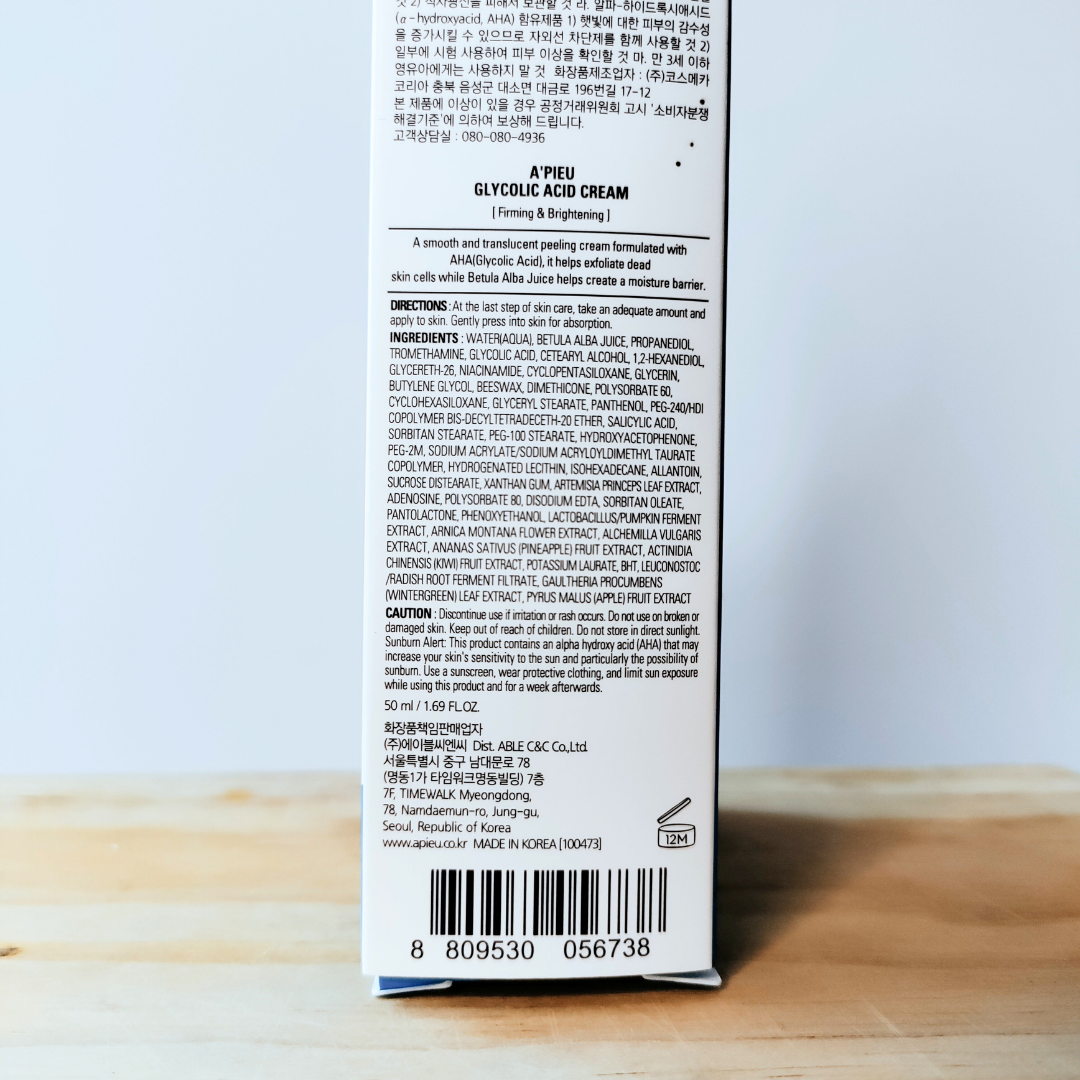 것 2) 직사광선을 피해서 보관할 것 라. 알파-하이드록시애시드
(α-hydroxyacid, AHA) 함유제품 1) 햇빛에 대한 피부의 감수성
을 증가시킬 수 있으므로 자외선 차단제를 함께 사용할 것 2)
일부에 시험 사용하여 피부 이상을 확인할 것 마. 만 3세 이하
영유아에게는 사용하지 말 것 화장품제조업자 : (주)코스메카
코리아 충북 음성군 대소면 대금로 196번길 17-12
본 제품에 이상이 있을 경우 공정거래위원회 고시 '소비자분쟁
해결기준'에 의하여 보상해 드립니다.
고객상담실 : 080-080-4936
A'PIEU
GLYCOLIC ACID CREAM
[ Firming & Brightening ]
A smooth and translucent peeling cream formulated with
AHA(Glycolic Acid), it helps exfoliate dead
skin cells while Betula Alba Juice helps create a moisture barrier.
DIRECTIONS : At the last step of skin care, take an adequate amount and
apply to skin. Gently press into skin for absorption.
INGREDIENTS : WATER(AQUA), BETULA ALBA JUICE, PROPANEDIOL,
TROMETHAMINE, GLYCOLIC ACID, CETEARYL ALCOHOL, 1,2-HEXANEDIOL,
GLYCERETH-26, NIACINAMIDE, CYCLOPENTASILOXANE, GLYCERIN,
BUTYLENE GLYCOL, BEESWAX, DIMETHICONE, POLYSORBATE 60,
CYCLOHEXASILOXANE, GLYCERYL STEARATE, PANTHENOL, PEG-240/HDI
COPOLYMER BIS-DECYLTETRADECETH-20 ETHER, SALICYLIC ACID,
SORBITAN STEARATE, PEG-100 STEARATE, HYDROXYACETOPHENONE,
PEG-2M, SODIUM ACRYLATE/SODIUM ACRYLOYLDIMETHYL TAURATE
COPOLYMER, HYDROGENATED LECITHIN, ISOHEXADECANE, ALLANTOIN,
SUCROSE DISTEARATE, XANTHAN GUM, ARTEMISIA PRINCEPS LEAF EXTRACT,
ADENOSINE, POLYSORBATE 80, DISODIUM EDTA, SORBITAN OLEATE,
PANTOLACTONE, PHENOXYETHANOL, LACTOBACILLUS/PUMPKIN FERMENT
EXTRACT, ARNICA MONTANA FLOWER EXTRACT, ALCHEMILLA VULGARIS
EXTRACT, ANANAS SATIVUS (PINEAPPLE) FRUIT EXTRACT, ACTINIDIA
CHINENSIS (KIWI) FRUIT EXTRACT, POTASSIUM LAURATE, BHT, LEUCONOSTOC
/RADISH ROOT FERMENT FILTRATE, GAULTHERIA PROCUMBENS
(WINTERGREEN) LEAF EXTRACT, PYRUS MALUS (APPLE) FRUIT EXTRACT
CAUTION : Discontinue use if irritation or rash occurs. Do not use on broken or
damaged skin. Keep out of reach of children. Do not store in direct sunlight.
Sunburn Alert: This product contains an alpha hydroxy acid (AHA) that may
increase your skin's sensitivity to the sun and particularly the possibility of
sunburn. Use a sunscreen, wear protective clothing, and limit sun exposure
while using this product and for a week afterwards.
50 ml / 1.69 FL.OZ.
화장품책임판매업자
(주)에이블씨엔씨 Dist. ABLE C&C Co.,Ltd.
서울특별시 중구 남대문로 78
(명동1가 타임워크명동빌딩) 7층
7F, TIMEWALK Myeongdong,
78, Namdaemun-ro, Jung-gu,
Seoul, Republic of Korea
www.apieu.co.kr MADE IN KOREA [100473]
12M
8 809530 056738